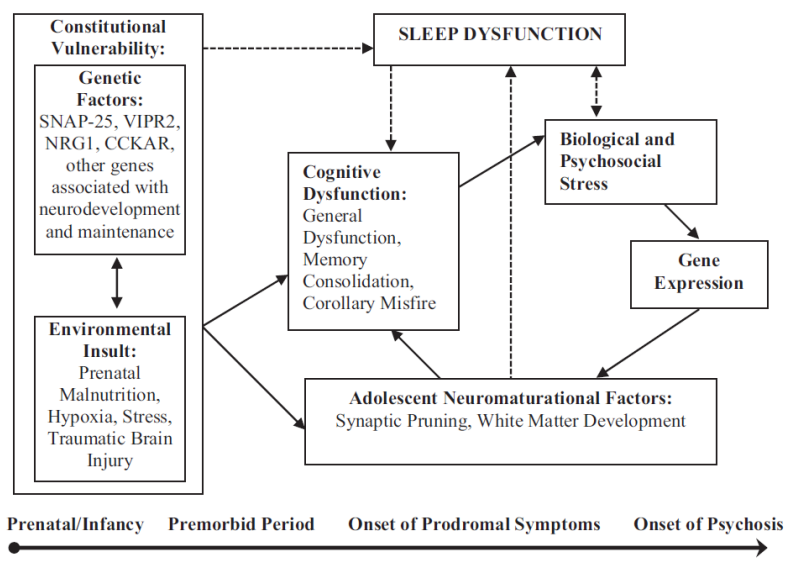 Constitutional
Vulnerability:
Genetic
Factors:
SNAP-25, VIPR2,
NRG1, CCKAR,
other genes
associated with
neurodevelopment
and maintenance
Environmental
Insult:
Prenatal
Malnutrition,
Hypoxia, Stress,
Traumatic Brain
Injury
SLEEP DYSFUNCTION
Cognitive
Dysfunction:
General
Dysfunction,
Memory
Consolidation,
Corollary Misfire
Biological and
Psychosocial
Stress
Gene
Expression
Adolescent Neuromaturational Factors:
Synaptic Pruning, White Matter Development
Prenatal/Infancy Premorbid Period Onset of Prodromal Symptoms Onset of Psychosis